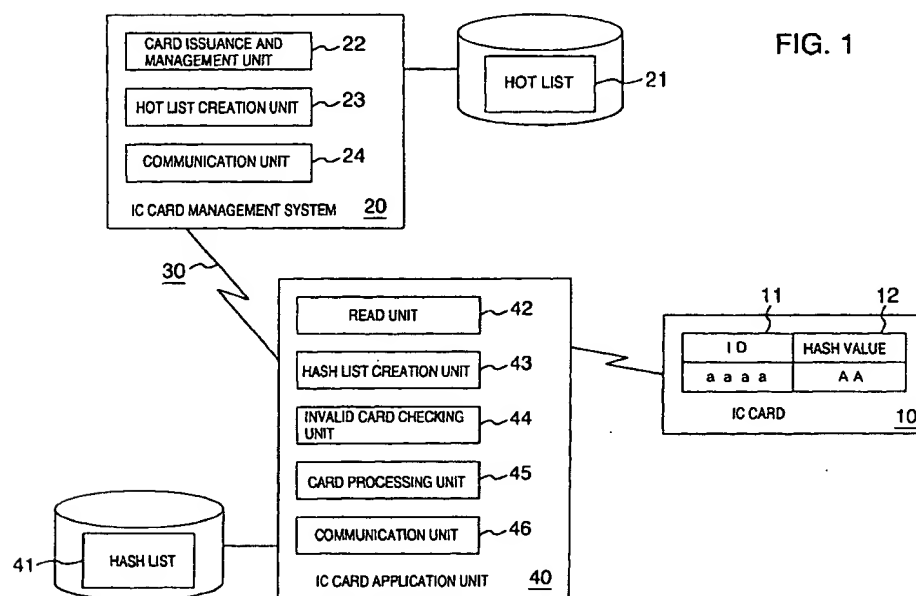 FIG. 1
CARD ISSUANCE AND
MANAGEMENT UNIT
22
HOT LIST CREATION UNIT
23
COMMUNICATION UNIT
24
IC CARD MANAGEMENT SYSTEM
20
HOT LIST
21
30
READ UNIT
42
HASH LIST CREATION UNIT
43
INVALID CARD CHECKING
UNIT
44
CARD PROCESSING UNIT
45
COMMUNICATION UNIT
46
IC CARD APPLICATION UNIT
40
11
12
I D
HASH VALUE
a a a a
A A
IC CARD
10
41
HASH LIST